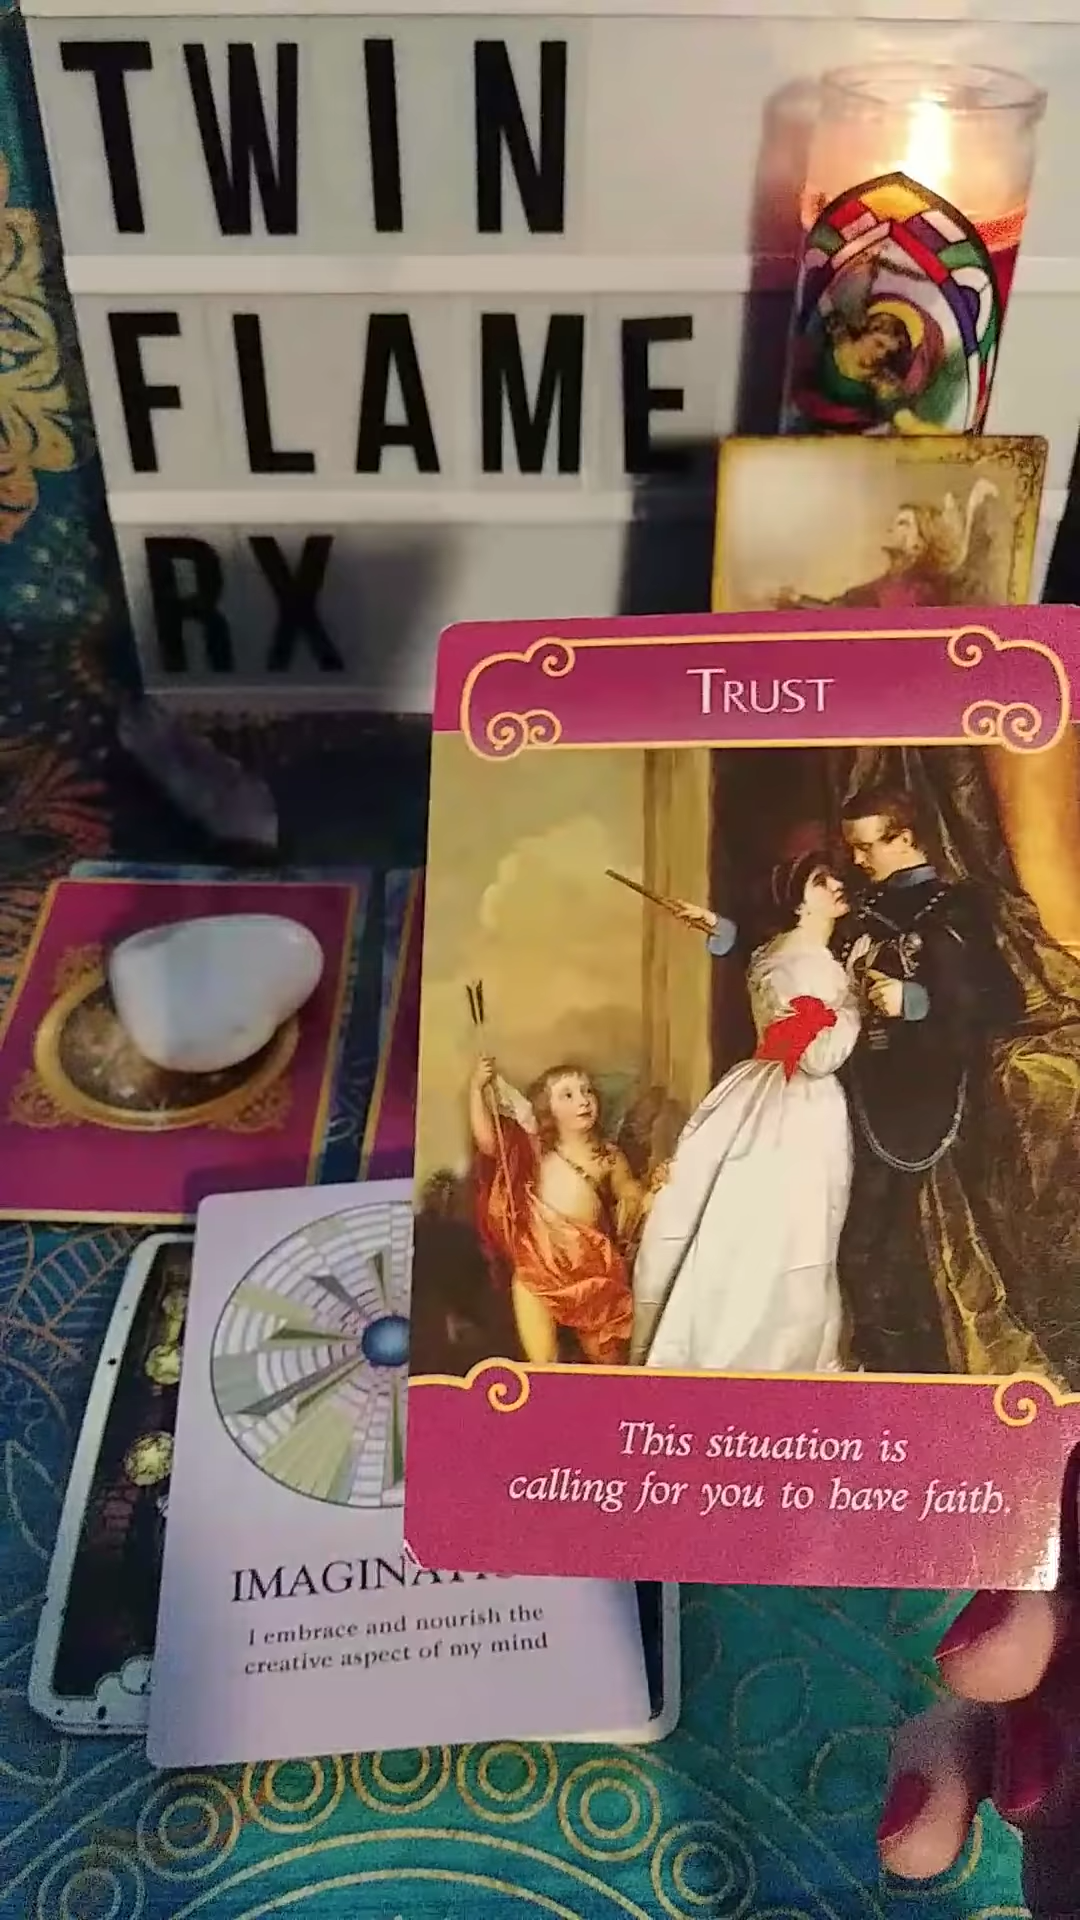 TWIN
FLAME
RX
TRUST
This situation is
calling for you to have faith.
I embrace and nourish the
creative aspect of my mind